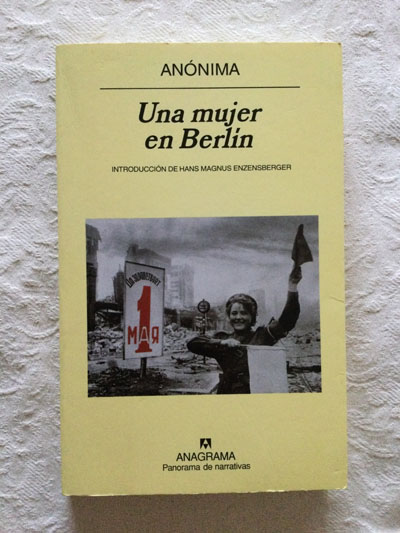 ANÓNIMA
Una mujer
en Berlín
INTRODUCCIÓN DE HANS MAGNUS ENZENSBERGER
1
МАЯ
ANAGRAMA
Panorama de narrativas